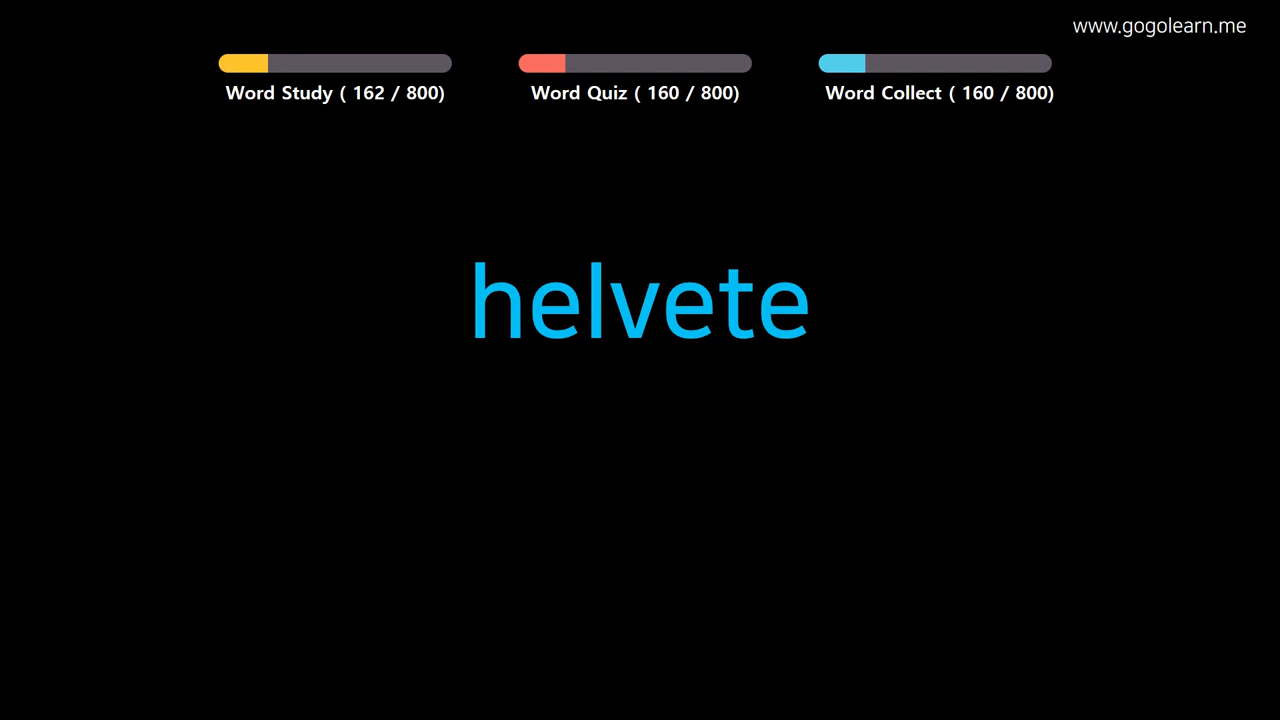 www.gogolearn.me
Word Study ( 162 / 800)
Word Quiz ( 160 / 800)
Word Collect ( 160 / 800)
helvete